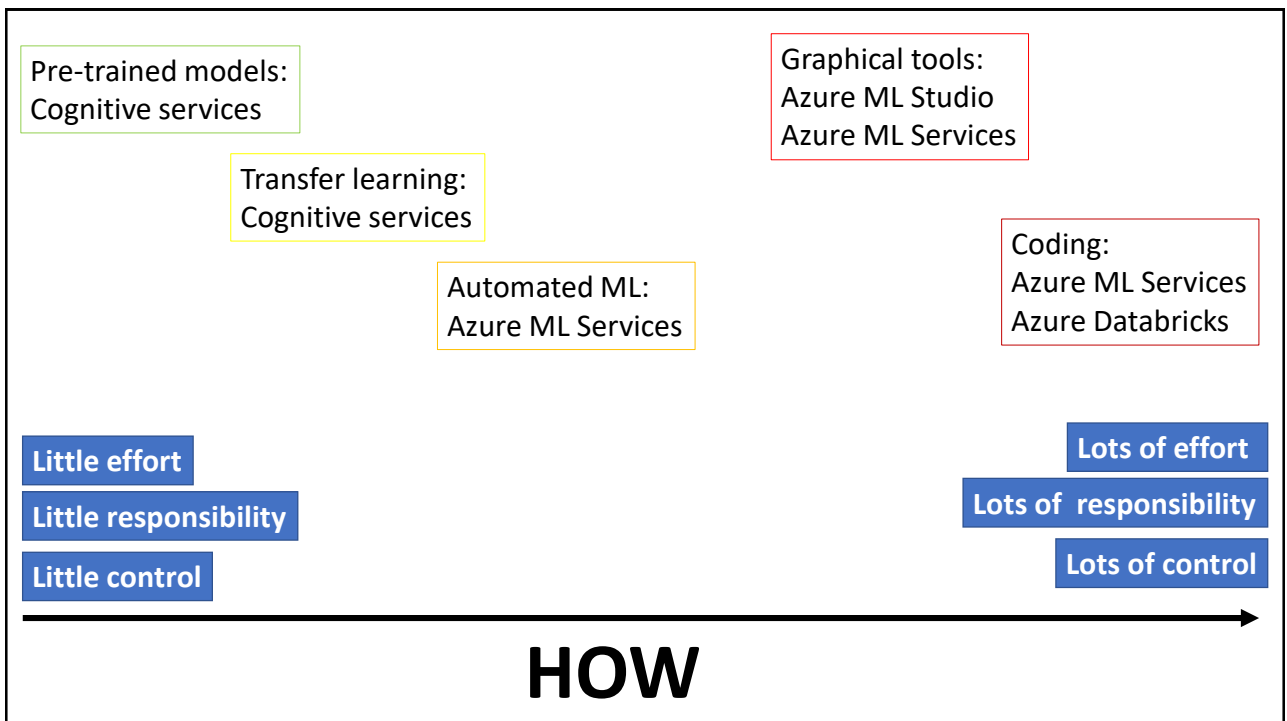 Pre-trained models:
Cognitive services
Transfer learning:
Cognitive services
Automated ML:
Azure ML Services
Graphical tools:
Azure ML Studio
Azure ML Services
Coding:
Azure ML Services
Azure Databricks
Little effort
Little responsibility
Little control
Lots of effort
Lots of  responsibility
Lots of control
HOW